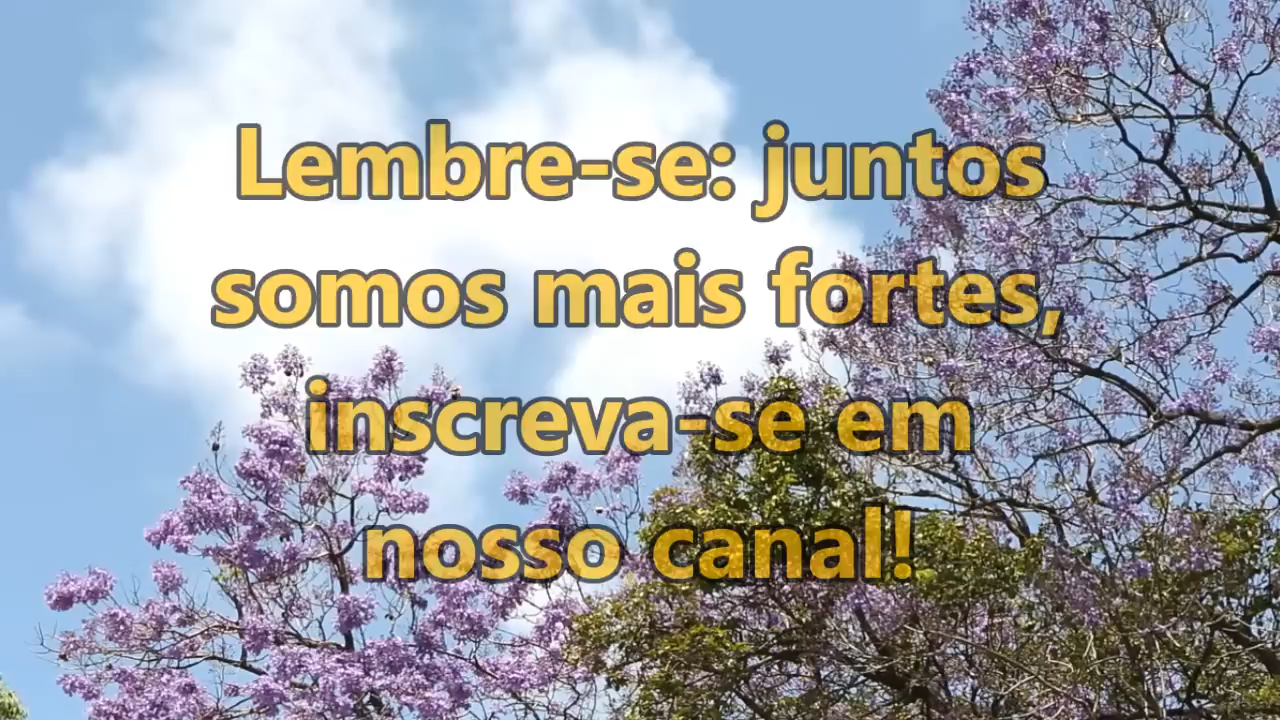 Lembre-se: juntos
somos mais fortes,
inscreva-se em
nosso canal!